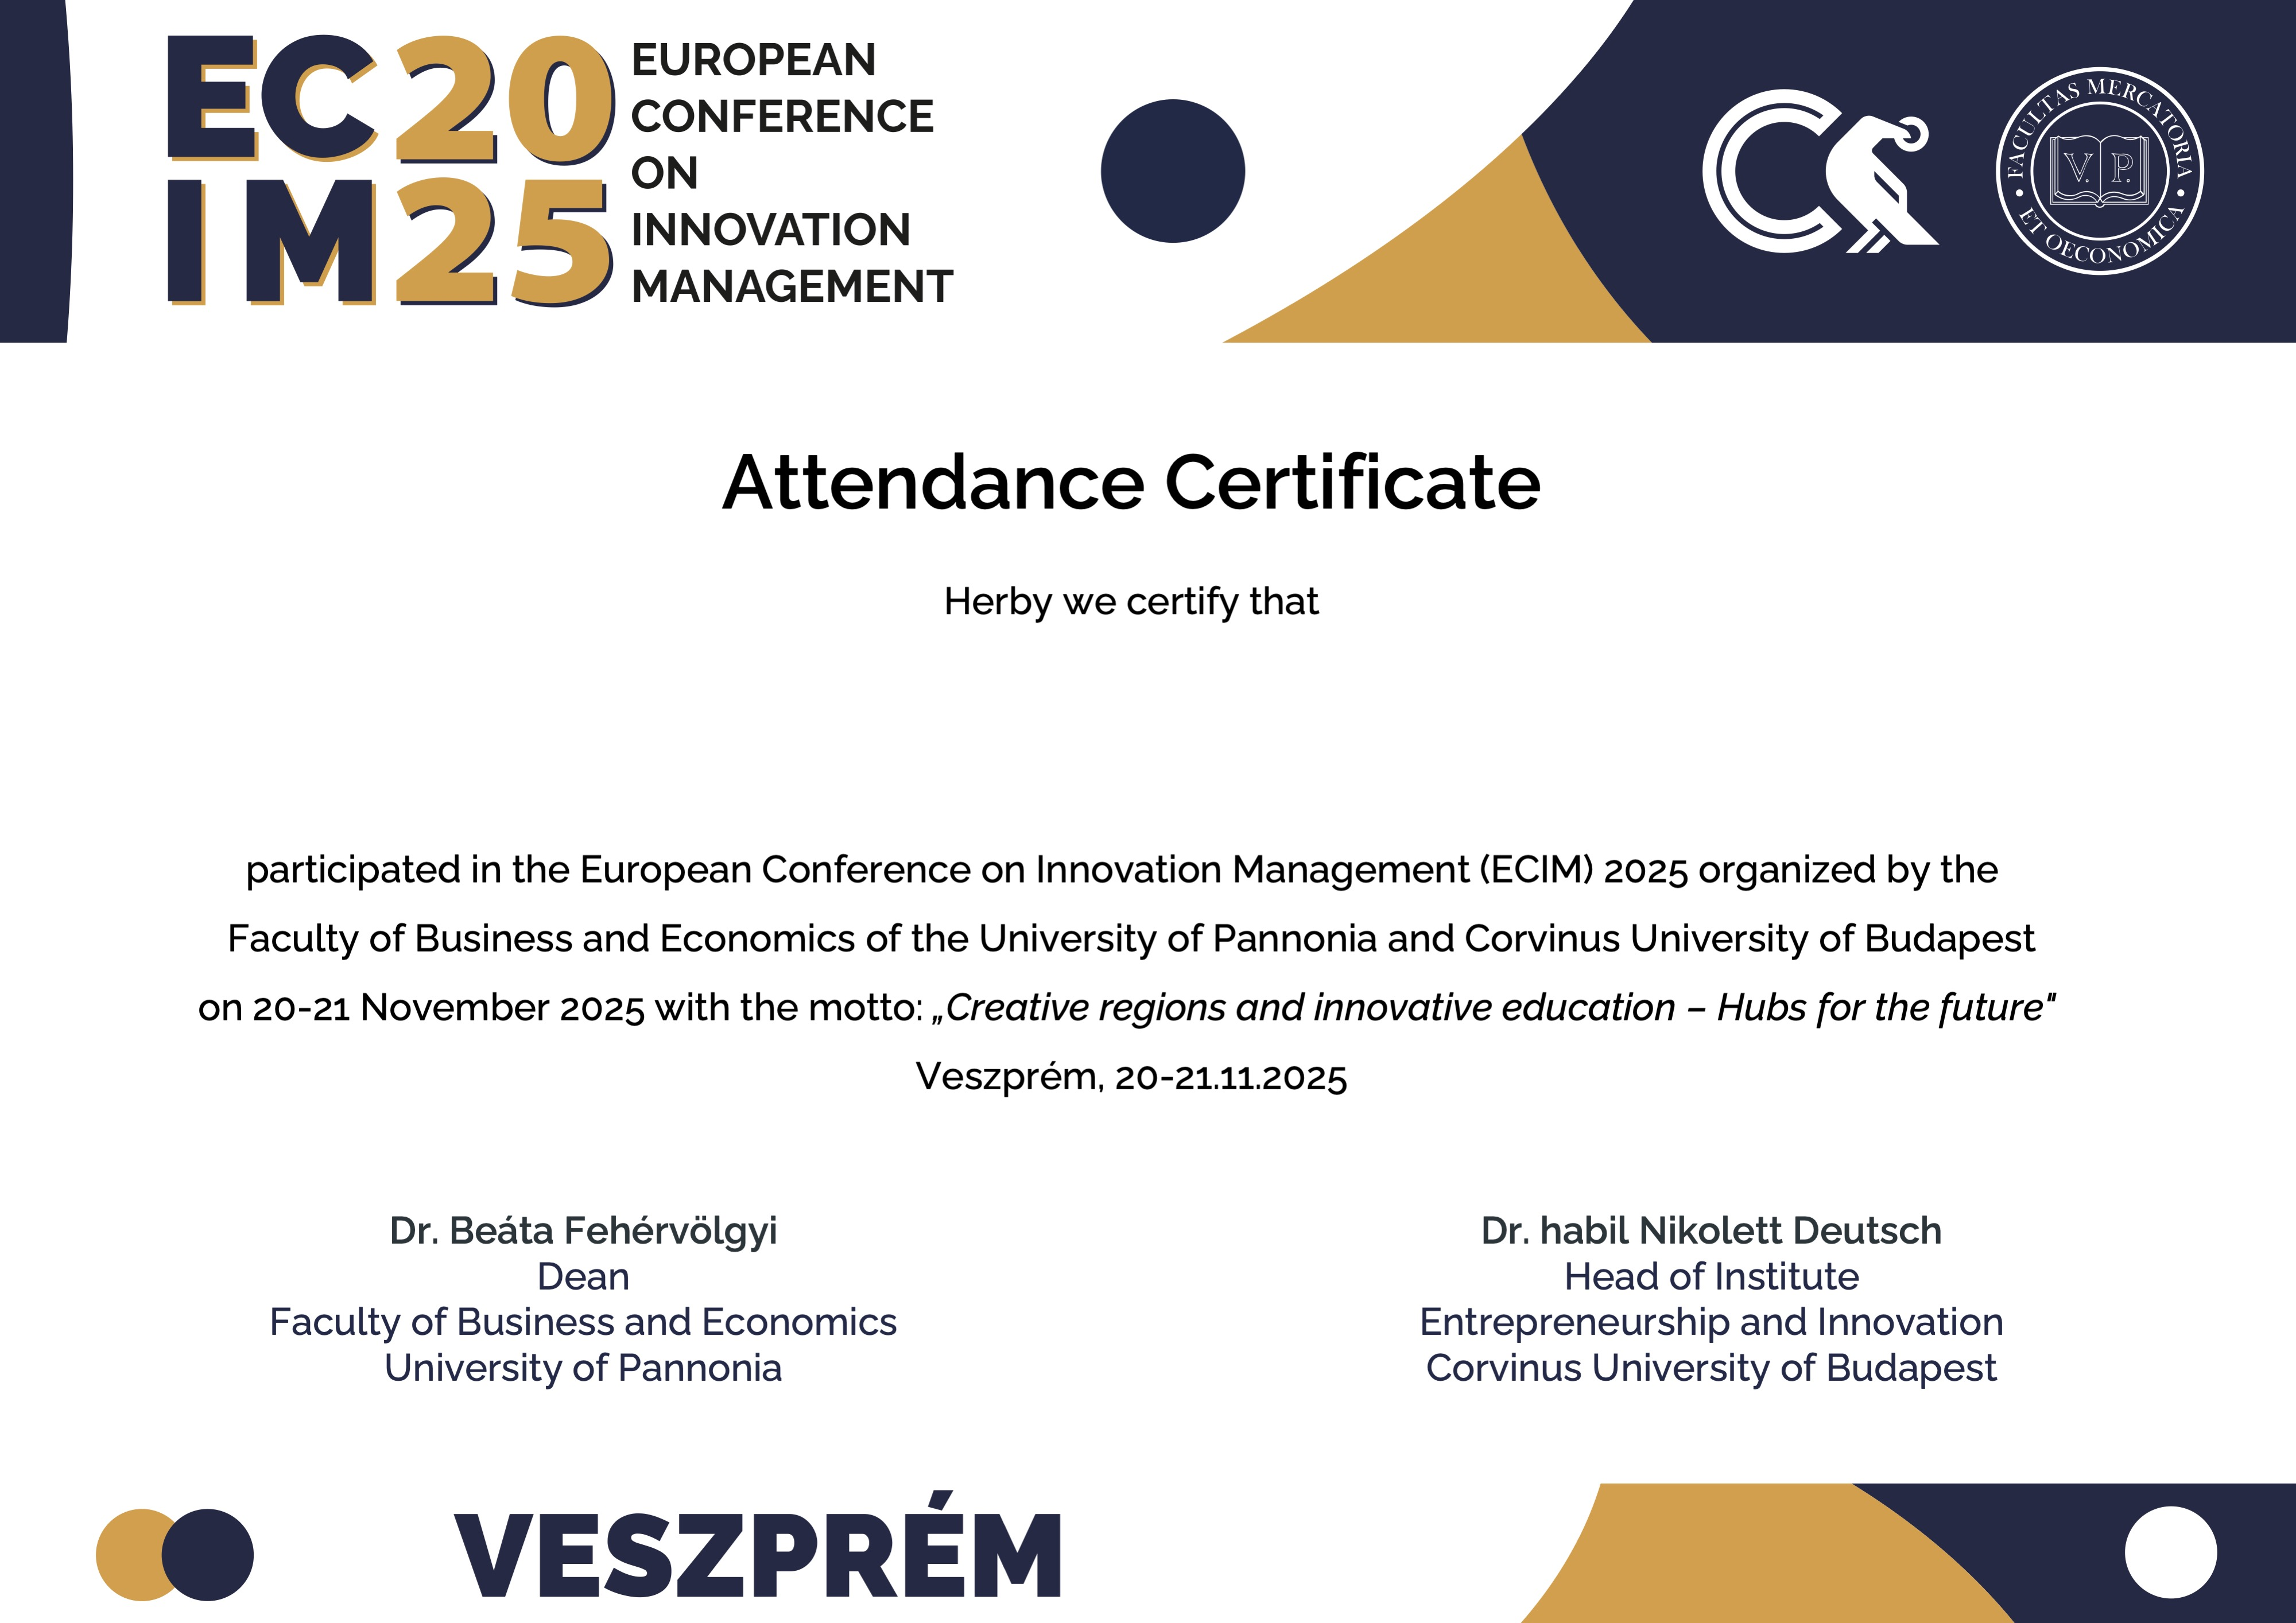 EC20
IM25
EUROPEAN
CONFERENCE
ON
INNOVATION
MANAGEMENT
FACULTAS MERCATORIA
ET OECONOMICA
V. P.
Attendance Certificate
Herby we certify that
participated in the European Conference on Innovation Management (ECIM) 2025 organized by the
Faculty of Business and Economics of the University of Pannonia and Corvinus University of Budapest
on 20-21 November 2025 with the motto: „Creative regions and innovative education – Hubs for the future"
Veszprém, 20-21.11.2025
Dr. Beáta Fehérvölgyi
Dean
Faculty of Business and Economics
University of Pannonia
Dr. habil Nikolett Deutsch
Head of Institute
Entrepreneurship and Innovation
Corvinus University of Budapest
VESZPRÉM